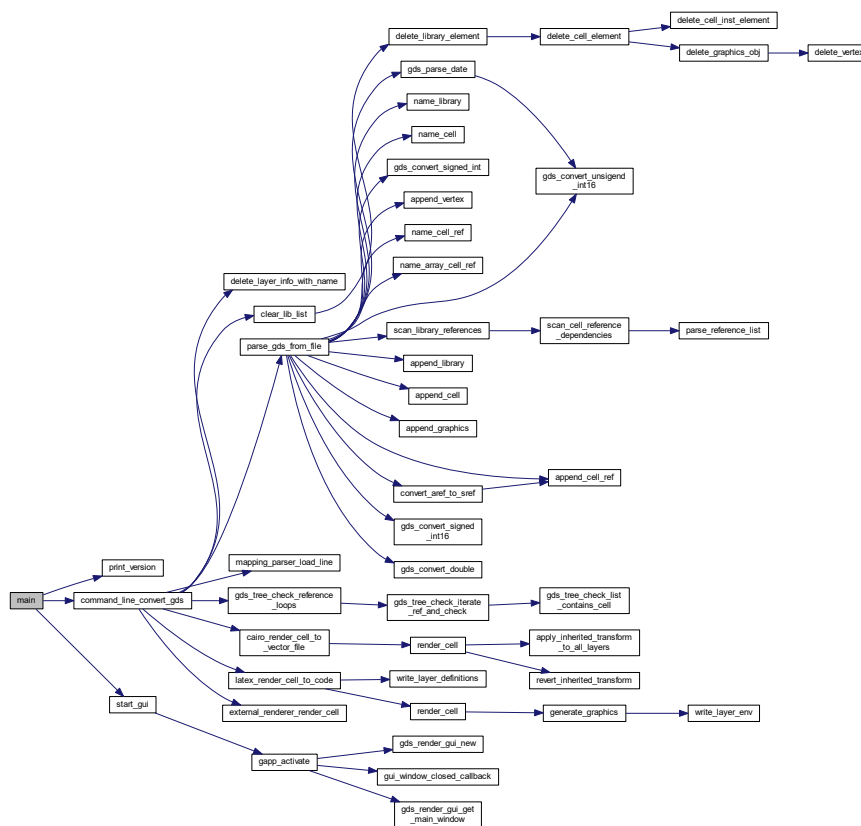 delete_cell_inst_element
delete_library_element
delete_cell_element
delete_graphics_obj
delete_vertex
gds_parse_date
name_library
name_cell
gds_convert_signed_int
gds_convert_unsigend
_int16
append_vertex
name_cell_ref
name_array_cell_ref
delete_layer_info_with_name
clear_lib_list
parse_gds_from_file
scan_library_references
scan_cell_reference
_dependencies
parse_reference_list
append_library
append_cell
append_graphics
append_cell_ref
convert_aref_to_sref
gds_convert_signed
_int16
gds_convert_double
print_version
mapping_parser_load_line
main
command_line_convert_gds
gds_tree_check_reference
_loops
gds_tree_check_iterate
_ref_and_check
gds_tree_check_list
_contains_cell
cairo_render_cell_to
_vector_file
render_cell
apply_inherited_transform
_to_all_layers
revert_inherited_transform
latex_render_cell_to_code
write_layer_definitions
start_gui
external_renderer_render_cell
render_cell
generate_graphics
write_layer_env
gds_render_gui_new
gapp_activate
gui_window_closed_callback
gds_render_gui_get
_main_window